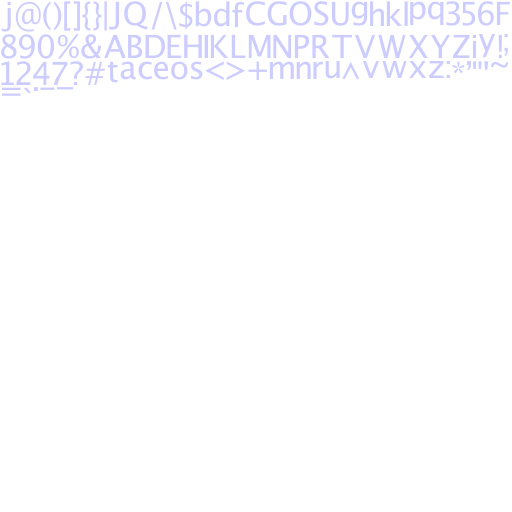 j@()[]{}|JQ/\$bdfCGOSUghklpq356F
890%&ABDEHIKLMNPRTVWXYZiy!;
1247?#taceos<>+mnru^vwxz:*'""~
=`.--